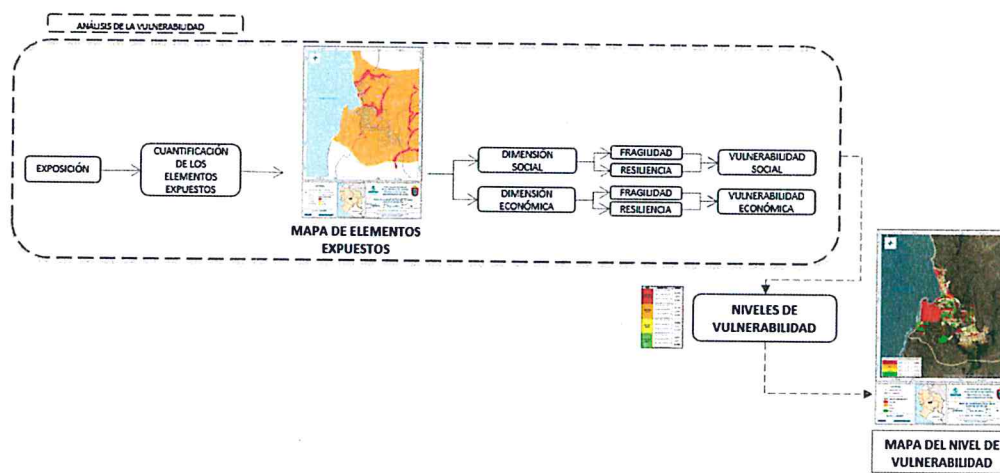 ANÁLISIS DE LA VULNERABILIDAD
EXPOSICIÓN
CUANTIFICACIÓN
DE LOS
ELEMENTOS
EXPUESTOS
MAPA DE ELEMENTOS
EXPUESTOS
DIMENSIÓN
SOCIAL
FRAGILIDAD
RESILIENCIA
VULNERABILIDAD
SOCIAL
DIMENSIÓN
ECONÓMICA
FRAGILIDAD
RESILIENCIA
VULNERABILIDAD
ECONÓMICA
NIVELES DE
VULNERABILIDAD
MAPA DEL NIVEL DE
VULNERABILIDAD